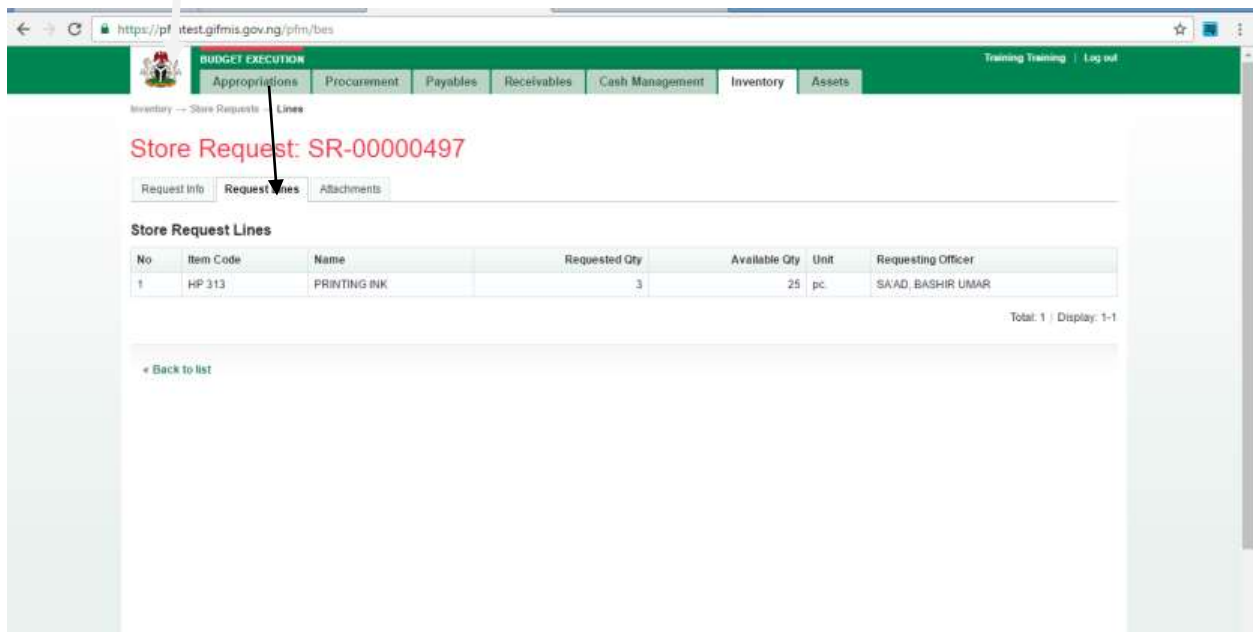 https://pf test.gifmis.gov.ng/pfm/bes
BUDGET EXECUTION
Training Training | Log out
Appropriations Procurement Payables Receivables Cash Management Inventory Assets
Inventory → Store Requests → Lines
Store Request: SR-00000497
Request Info Request Lines Attachments
Store Request Lines
No Item Code Name Requested Qty Available Qty Unit Requesting Officer
1 HP 313 PRINTING INK 3 25 pc. SA'AD, BASHIR UMAR
Total: 1 | Display: 1-1
« Back to list